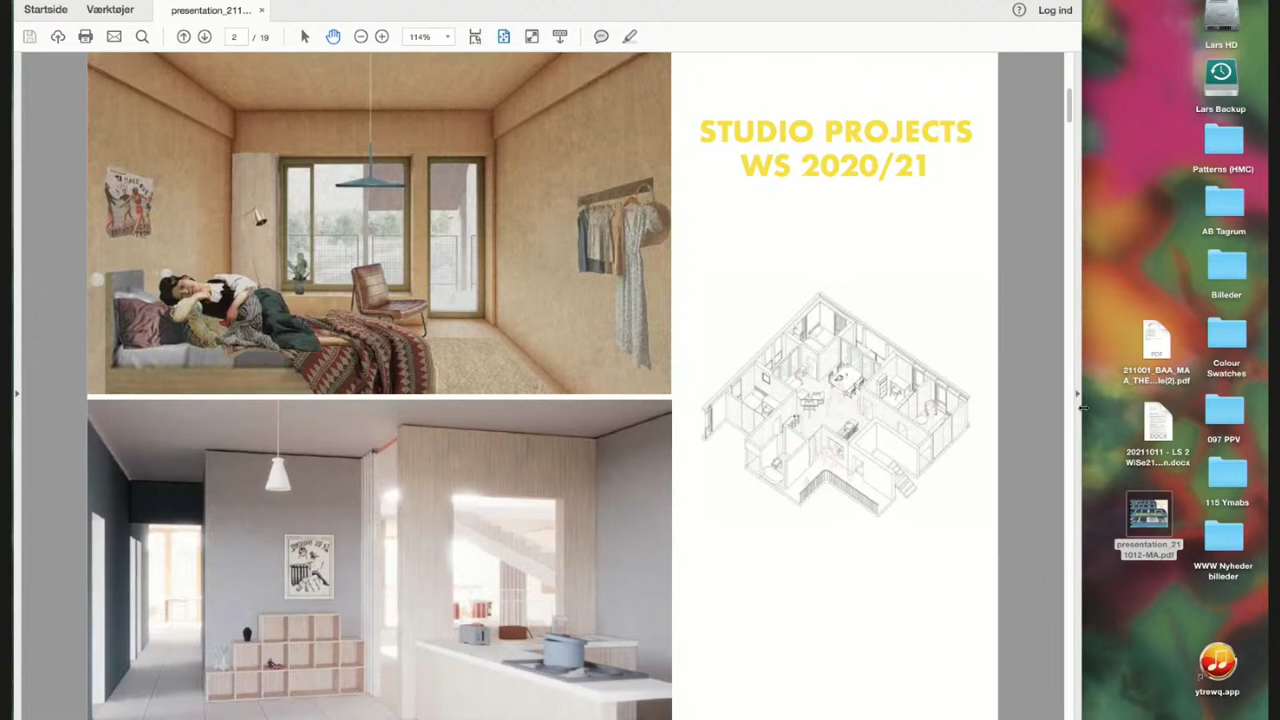 Startside
Værktøjer
presentation_211...
×
?
Log ind
2
/ 19
114%
STUDIO PROJECTS
WS 2020/21
Lars HD
Lars Backup
Patterns (HMC)
AB Tagrum
Billeder
211001_BAA_MA
A_THE...le(2).pdf
Colour
Swatches
20211011 - LS 2
WiSe21...n.docx
097 PPV
115 Ymabs
presentation_21
1012-MA.pdf
WWW Nyheder
billeder
ytrewq.app
PDF
DOCX